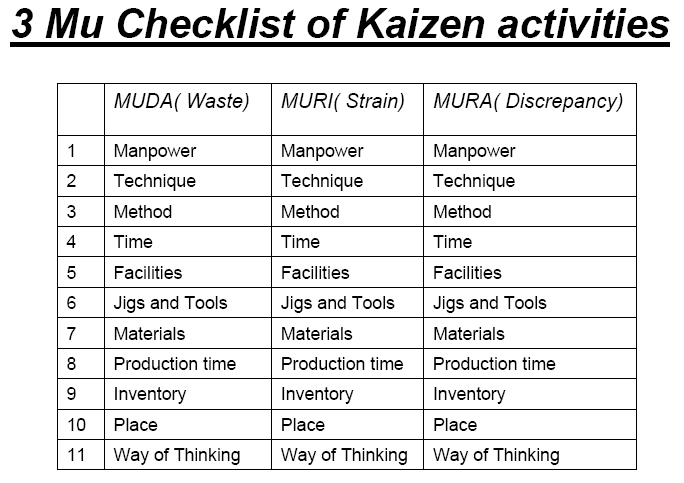 3 Mu Checklist of Kaizen activities
MUDA( Waste) MURI( Strain) MURA( Discrepancy)
1 Manpower Manpower Manpower
2 Technique Technique Technique
3 Method Method Method
4 Time Time Time
5 Facilities Facilities Facilities
6 Jigs and Tools Jigs and Tools Jigs and Tools
7 Materials Materials Materials
8 Production time Production time Production time
9 Inventory Inventory Inventory
10 Place Place Place
11 Way of Thinking Way of Thinking Way of Thinking